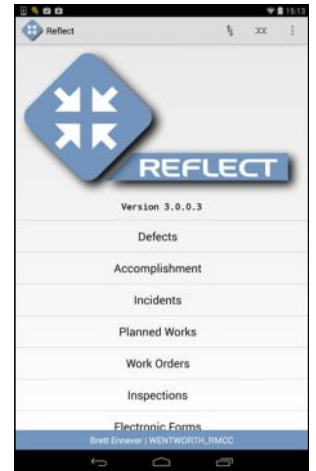 15:13
Reflect
REFLECT
Version 3.0.0.3
Defects
Accomplishment
Incidents
Planned Works
Work Orders
Inspections
Electronic Forms
Brett Ennever | WENTWORTH_RMCC